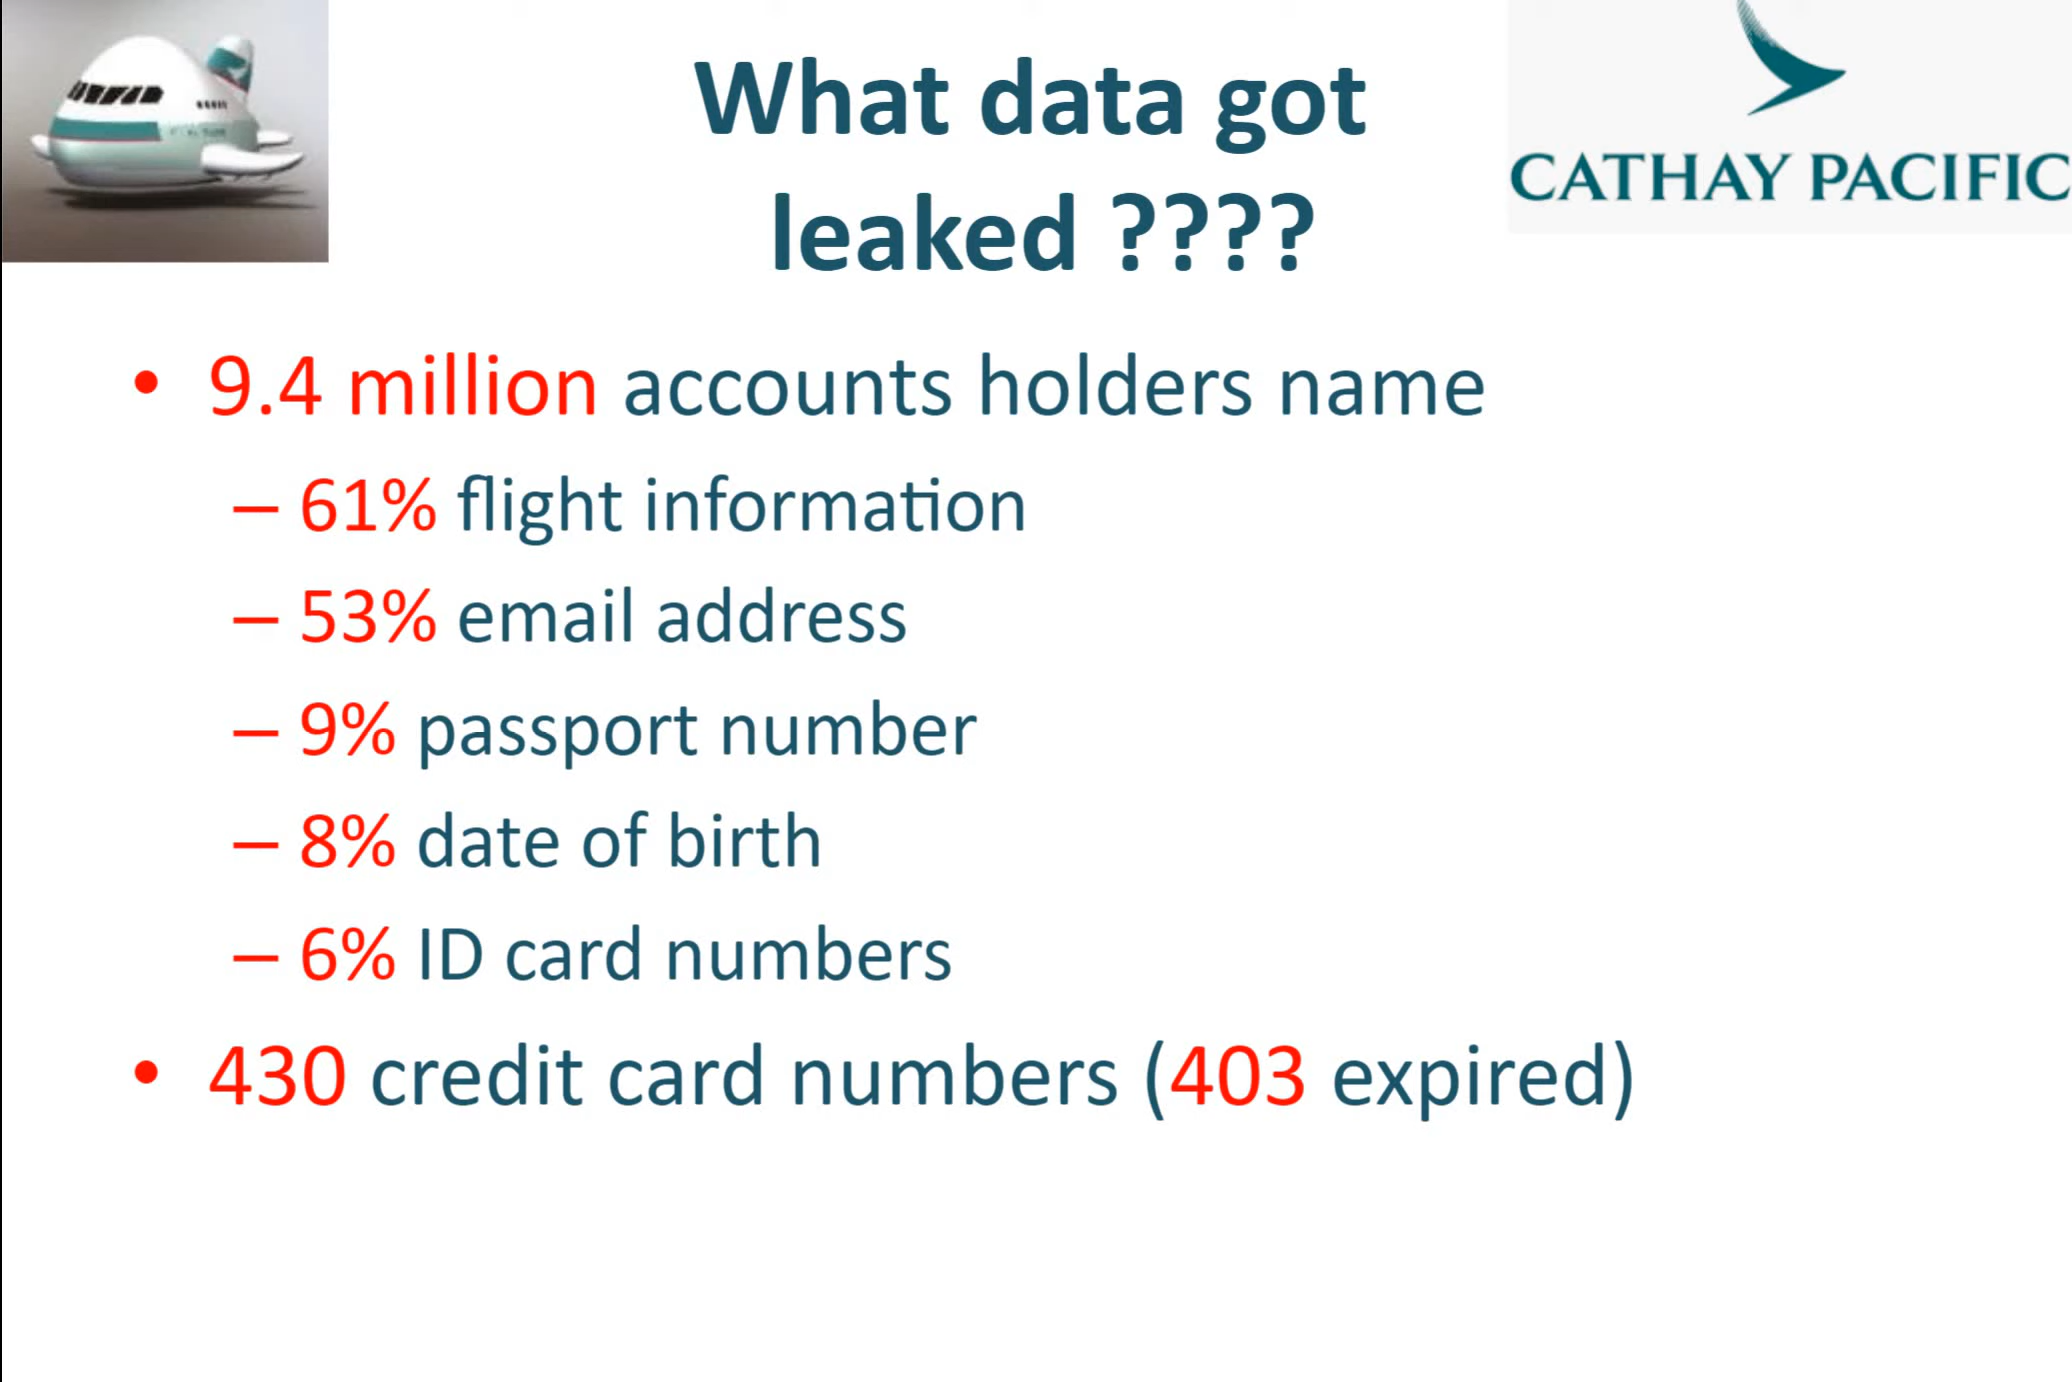 What data got
leaked ????
CATHAY PACIFIC
• 9.4 million accounts holders name
– 61% flight information
– 53% email address
– 9% passport number
– 8% date of birth
– 6% ID card numbers
• 430 credit card numbers (403 expired)